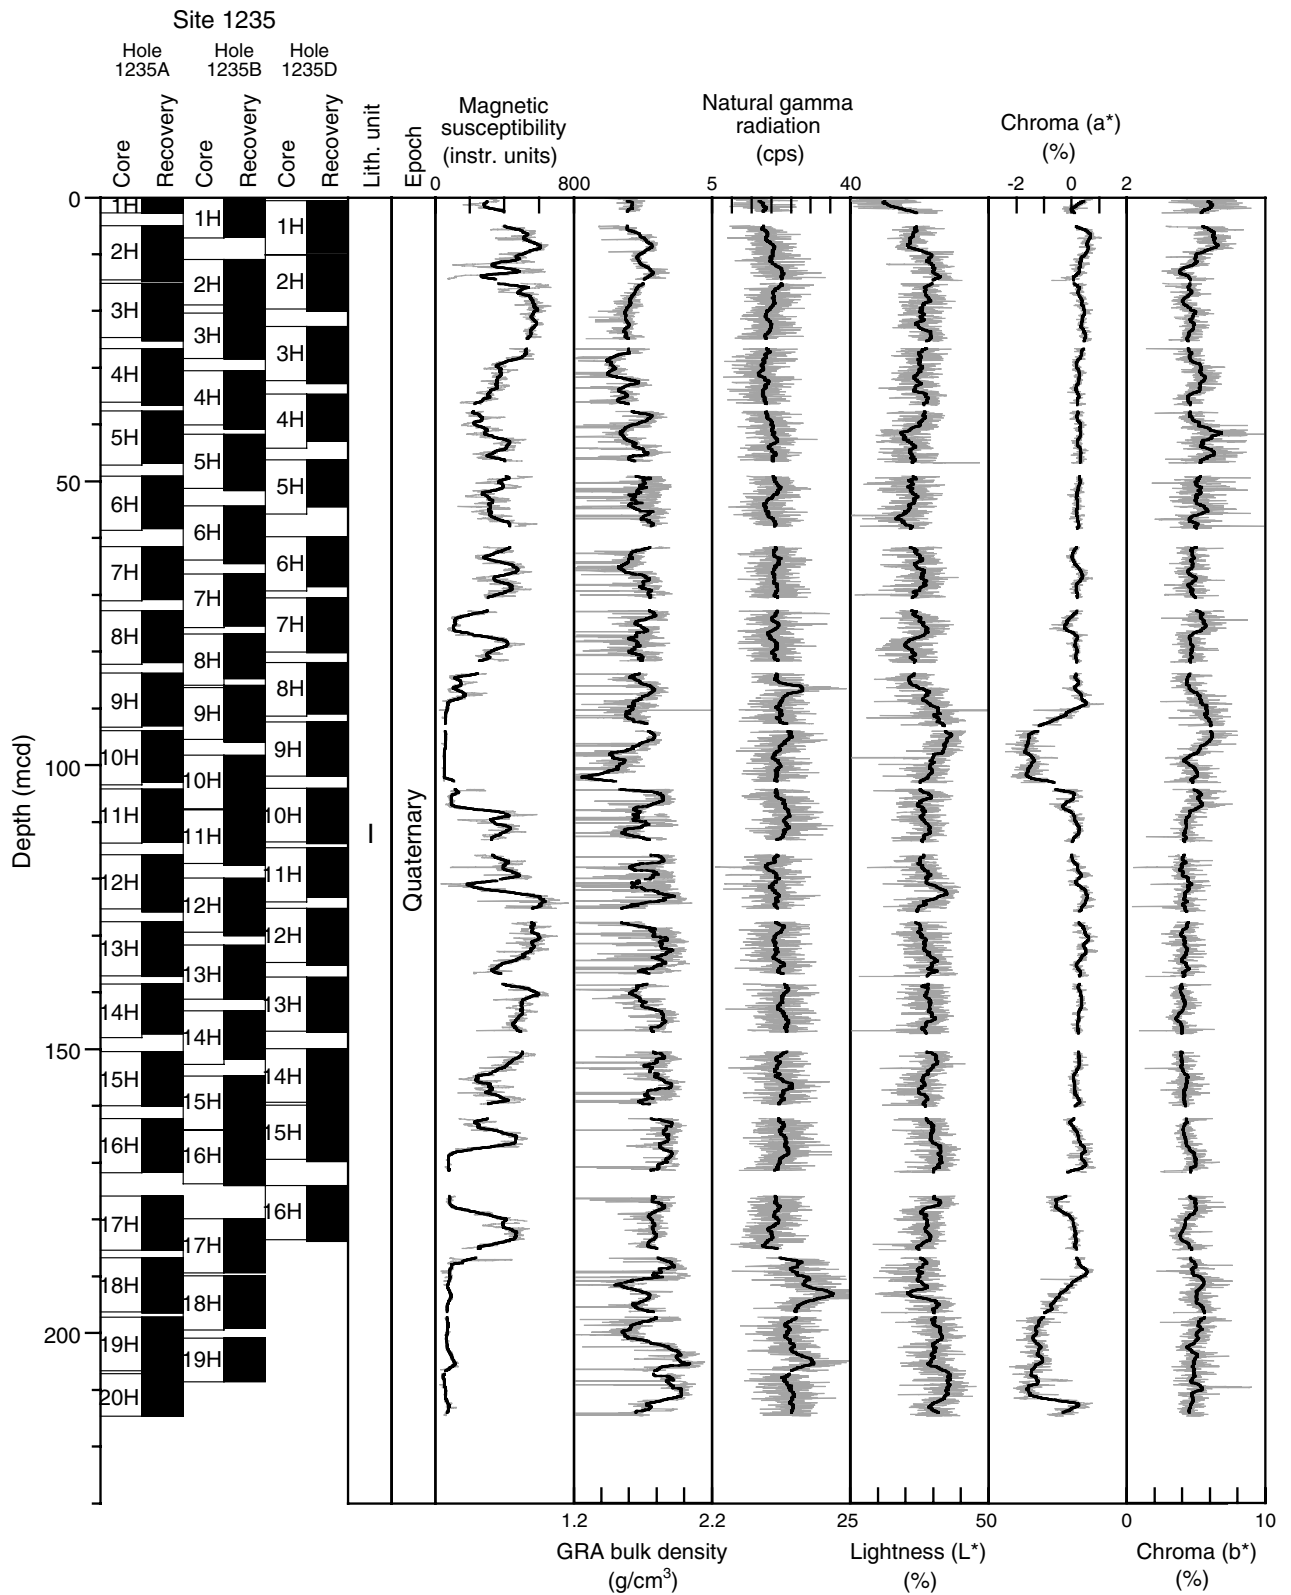 Site 1235
Hole 1235A
Hole 1235B
Hole 1235D
Core
Recovery
Core
Recovery
Core
Recovery
Lith. unit
Epoch
Magnetic
susceptibility
(instr. units)
Natural gamma
radiation
(cps)
Chroma (a*)
(%)
0
800
5
40
-2
0
2
0
50
100
150
200
Depth (mcd)
1H
2H
3H
4H
5H
6H
7H
8H
9H
10H
11H
12H
13H
14H
15H
16H
17H
18H
19H
20H
1H
2H
3H
4H
5H
6H
7H
8H
9H
10H
11H
12H
13H
14H
15H
16H
17H
18H
19H
1H
2H
3H
4H
5H
6H
7H
8H
9H
10H
11H
12H
13H
14H
15H
16H
I
Quaternary
1.2
2.2
25
50
0
10
GRA bulk density
(g/cm³)
Lightness (L*)
(%)
Chroma (b*)
(%)